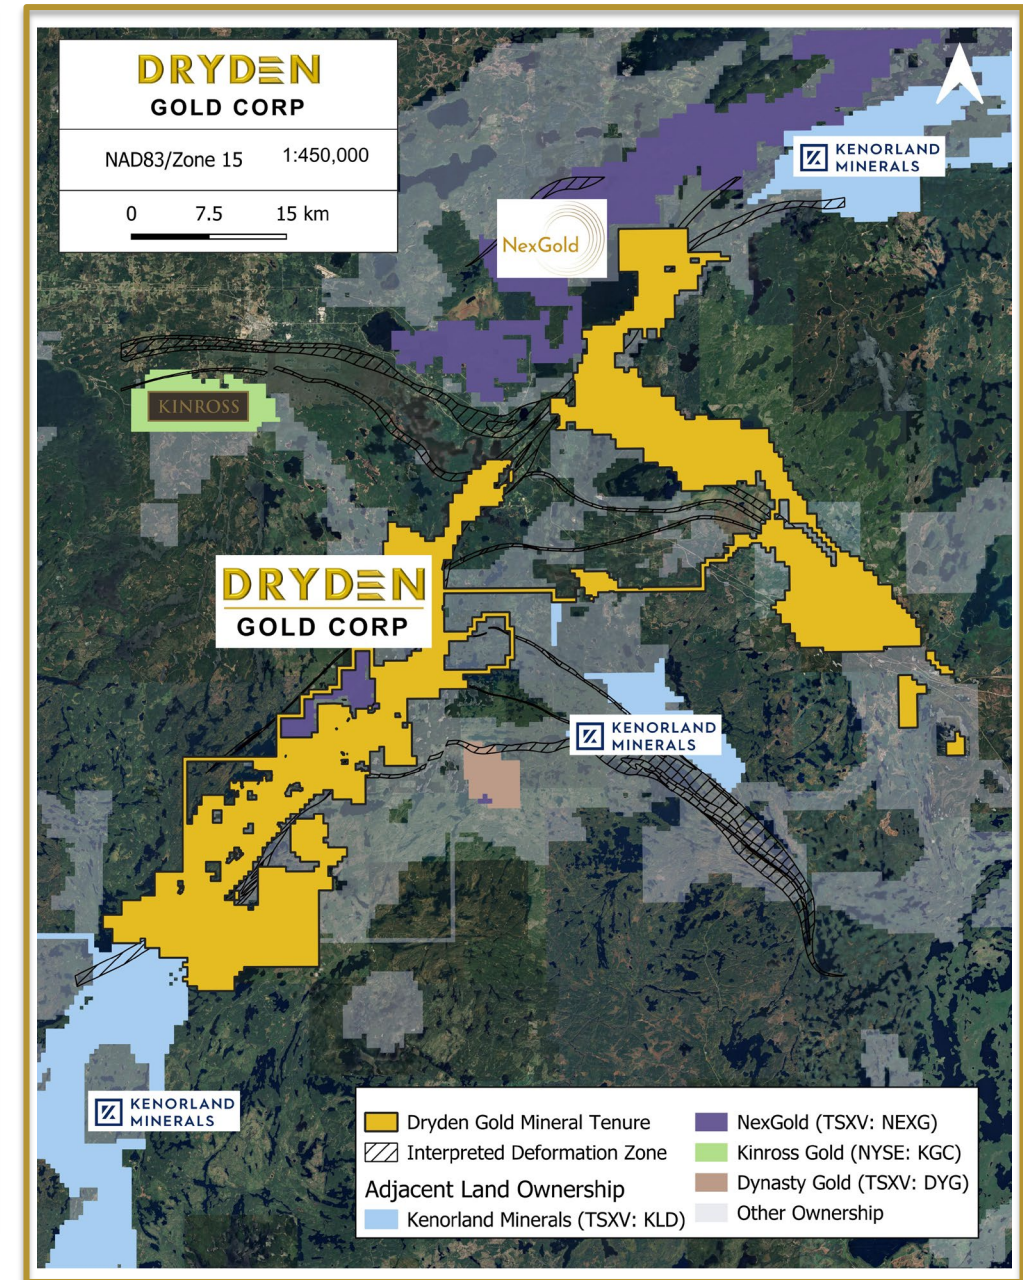 DRYDEN
GOLD CORP
NAD83/Zone 15 1:450,000
0 7.5 15 km
KENORLAND
MINERALS
NexGold
KINROSS
DRYDEN
GOLD CORP
KENORLAND
MINERALS
KENORLAND
MINERALS
Dryden Gold Mineral Tenure
Interpreted Deformation Zone
Adjacent Land Ownership
Kenorland Minerals (TSXV: KLD)
NexGold (TSXV: NEXG)
Kinross Gold (NYSE: KGC)
Dynasty Gold (TSXV: DYG)
Other Ownership